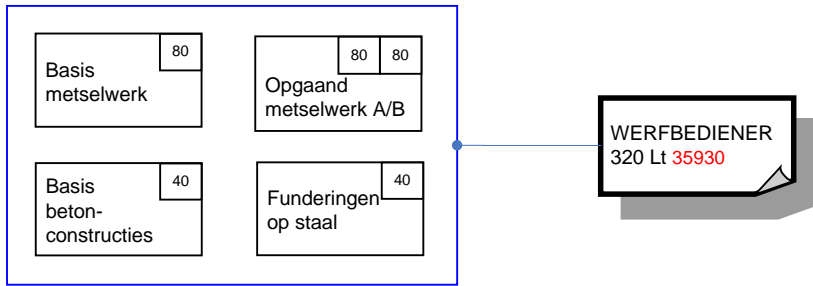 80
Basis
metselwerk
80 80
Opgaand
metselwerk A/B
40
Basis
beton-
constructies
40
Funderingen
op staal
WERFBEDIENER
320 Lt 35930